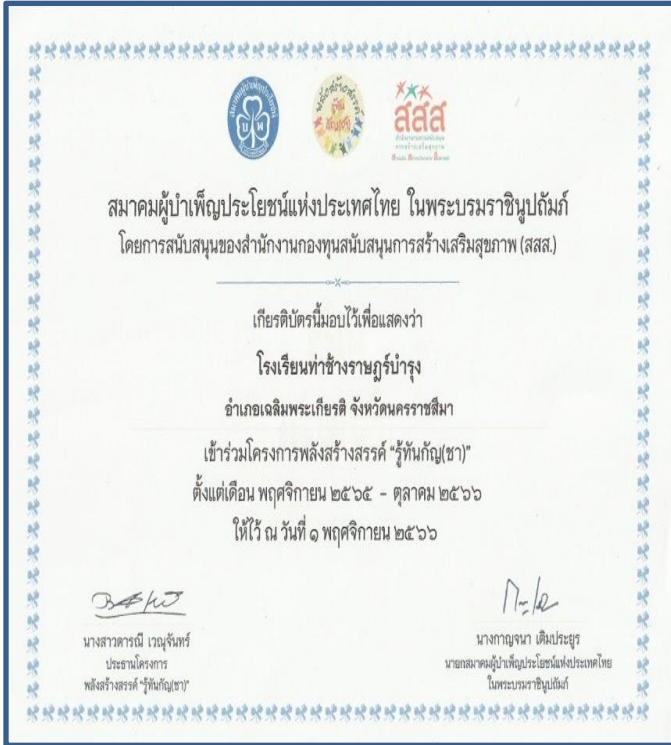 สสส
สมาคมผู้บำเพ็ญประโยชน์แห่งประเทศไทย ในพระบรมราชินูปถัมภ์
โดยการสนับสนุนของสำนักงานกองทุนสนับสนุนการสร้างเสริมสุขภาพ (สสส.)
เกียรติบัตรนี้มอบไว้เพื่อแสดงว่า
โรงเรียนท่าช้างราษฎร์บำรุง
อำเภอเฉลิมพระเกียรติ จังหวัดนครราชสีมา
เข้าร่วมโครงการพลังสร้างสรรค์ "รู้ทันกัญ(ชา)"
ตั้งแต่เดือน พฤศจิกายน ๒๕๖๕ - ตุลาคม ๒๕๖๖
ให้ไว้ ณ วันที่ ๑ พฤศจิกายน ๒๕๖๖
นางสาวดารณี เวณุจันทร์
ประธานโครงการ
พลังสร้างสรรค์ "รู้ทันกัญ(ชา)"
นางกาญจนา เติมประยูร
นายกสมาคมผู้บำเพ็ญประโยชน์แห่งประเทศไทย
ในพระบรมราชินูปถัมภ์